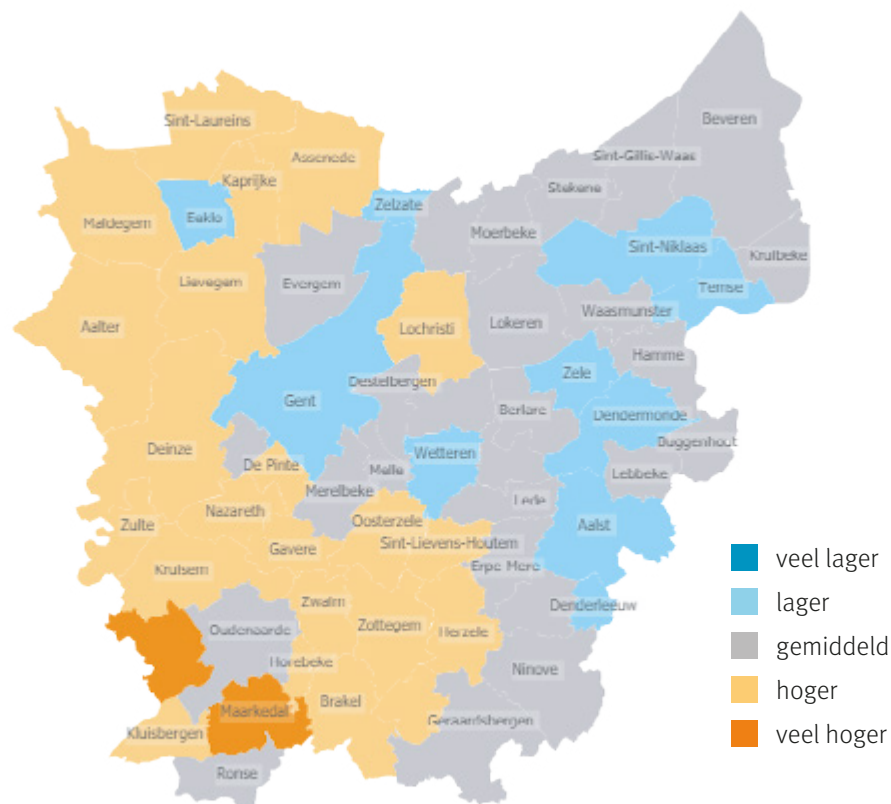 Beveren
Sint-Laureins
Sint-Gillis-Waas
Assenede
Kaprijke
Stekene
Zelzate
Eeklo
Maldegem
Moerbeke
Sint-Niklaas
Kruibeke
Lievegem
Evergem
Temse
Waasmunster
Aalter
Lochristi
Lokeren
Hamme
Zele
Destelbergen
Gent
Berlare
Dendermonde
Buggenhout
Deinze
Wetteren
De Pinte
Melle
Lebbeke
Merelbeke
Lede
Nazareth
Oosterzele
Zulte
Aalst
Sint-Lievens-Houtem
Gavere
Erpe-Mere
Kruisem
Zwalm
Denderleeuw
Oudenaarde
Zottegem
Herzele
Horebeke
Ninove
Brakel
Maarkedal
Geraardsbergen
Kluisbergen
Ronse
veel lager
lager
gemiddeld
hoger
veel hoger